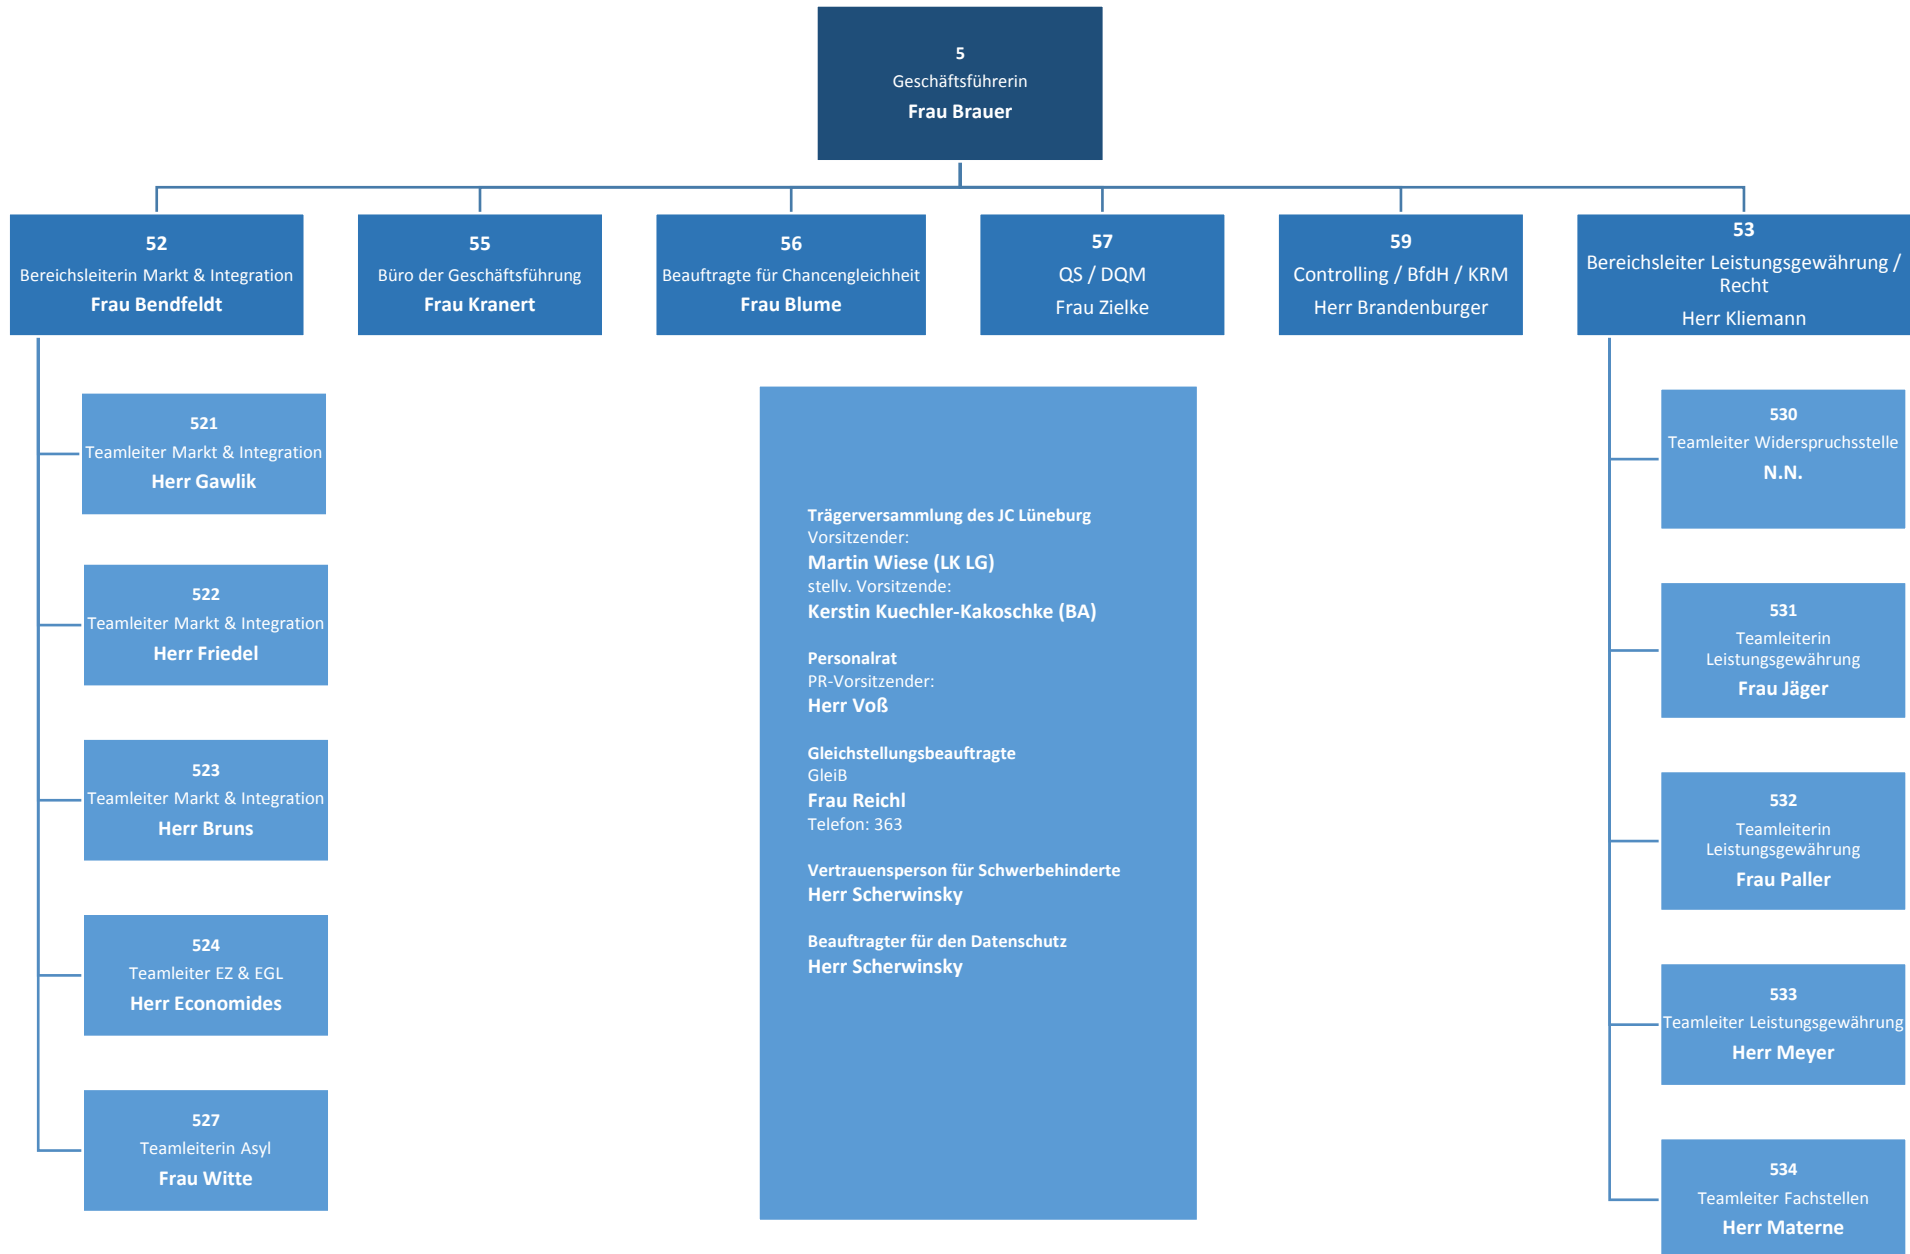 5
Geschäftsführerin
Frau Brauer
52
Bereichsleiterin Markt & Integration
Frau Bendfeldt
55
Büro der Geschäftsführung
Frau Kranert
56
Beauftragte für Chancengleichheit
Frau Blume
57
QS / DQM
Frau Zielke
59
Controlling / BfdH / KRM
Herr Brandenburger
53
Bereichsleiter Leistungsgewährung /
Recht
Herr Kliemann
521
Teamleiter Markt & Integration
Herr Gawlik
522
Teamleiter Markt & Integration
Herr Friedel
523
Teamleiter Markt & Integration
Herr Bruns
524
Teamleiter EZ & EGL
Herr Economides
527
Teamleiterin Asyl
Frau Witte
Trägerversammlung des JC Lüneburg
Vorsitzender:
Martin Wiese (LK LG)
stellv. Vorsitzende:
Kerstin Kuechler-Kakoschke (BA)
Personalrat
PR-Vorsitzender:
Herr Voß
Gleichstellungsbeauftragte
GleiB
Frau Reichl
Telefon: 363
Vertrauensperson für Schwerbehinderte
Herr Scherwinsky
Beauftragter für den Datenschutz
Herr Scherwinsky
530
Teamleiter Widerspruchsstelle
N.N.
531
Teamleiterin
Leistungsgewährung
Frau Jäger
532
Teamleiterin
Leistungsgewährung
Frau Paller
533
Teamleiter Leistungsgewährung
Herr Meyer
534
Teamleiter Fachstellen
Herr Materne